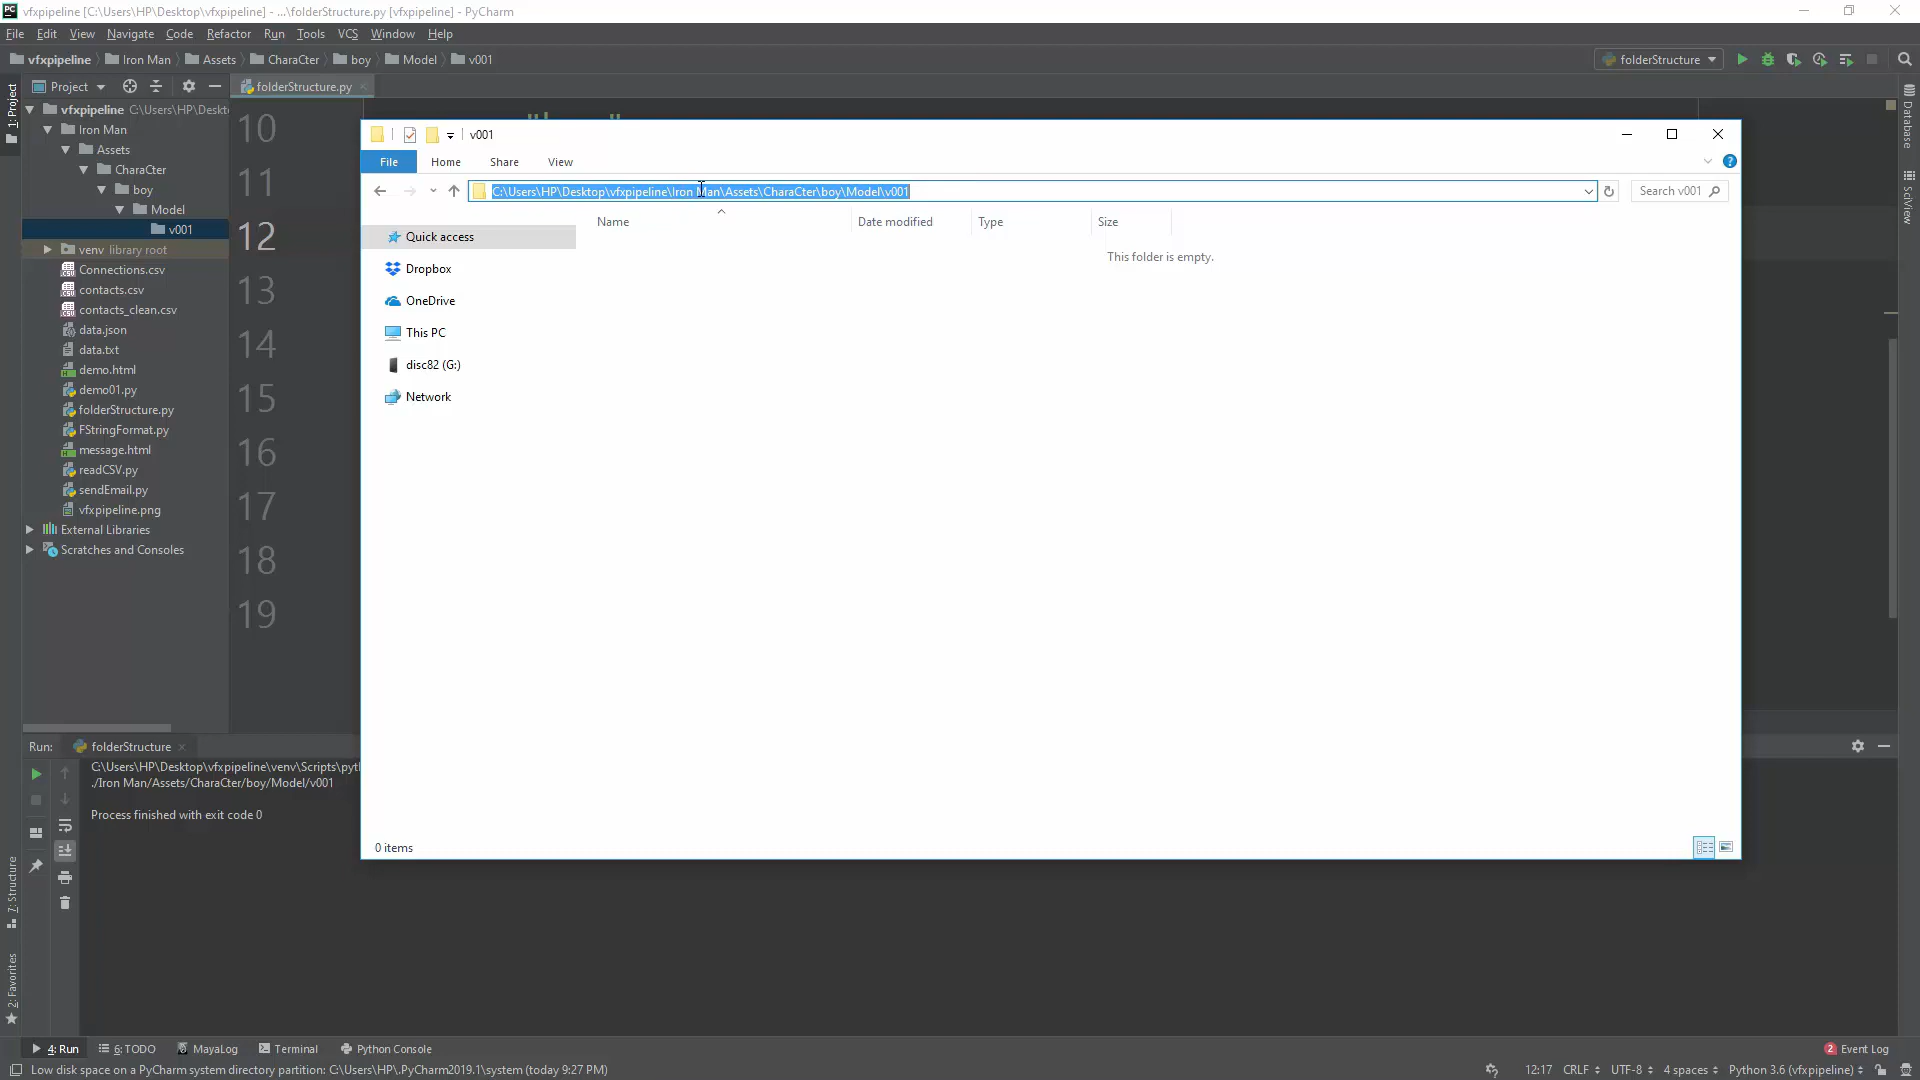 vfxpipeline [C:\Users\HP\Desktop\vfxpipeline] - ...\folderStructure.py [vfxpipeline] - PyCharm
File Edit View Navigate Code Refactor Run Tools VCS Window Help
vfxpipeline Iron Man Assets CharaCter boy Model v001
folderStructure
Project
folderStructure.py
1: Project
vfxpipeline C:\Users\HP\Deskto
Iron Man
Assets
CharaCter
boy
Model
v001
venv library root
Connections.csv
contacts.csv
contacts_clean.csv
data.json
data.txt
demo.html
demo01.py
folderStructure.py
FStringFormat.py
message.html
readCSV.py
sendEmail.py
vfxpipeline.png
External Libraries
Scratches and Consoles
10
11
12
13
14
15
16
17
18
19
v001
File Home Share View
C:\Users\HP\Desktop\vfxpipeline\Iron Man\Assets\CharaCter\boy\Model\v001
Search v001
Name Date modified Type Size
This folder is empty.
Quick access
Dropbox
OneDrive
This PC
disc82 (G:)
Network
0 items
Database
SciView
Run: folderStructure
C:\Users\HP\Desktop\vfxpipeline\venv\Scripts\pyt
./Iron Man/Assets/CharaCter/boy/Model/v001
Process finished with exit code 0
7: Structure
2: Favorites
4: Run 6: TODO MayaLog Terminal Python Console
2 Event Log
Low disk space on a PyCharm system directory partition: C:\Users\HP\.PyCharm2019.1\system (today 9:27 PM)
12:17 CRLF UTF-8 4 spaces Python 3.6 (vfxpipeline)